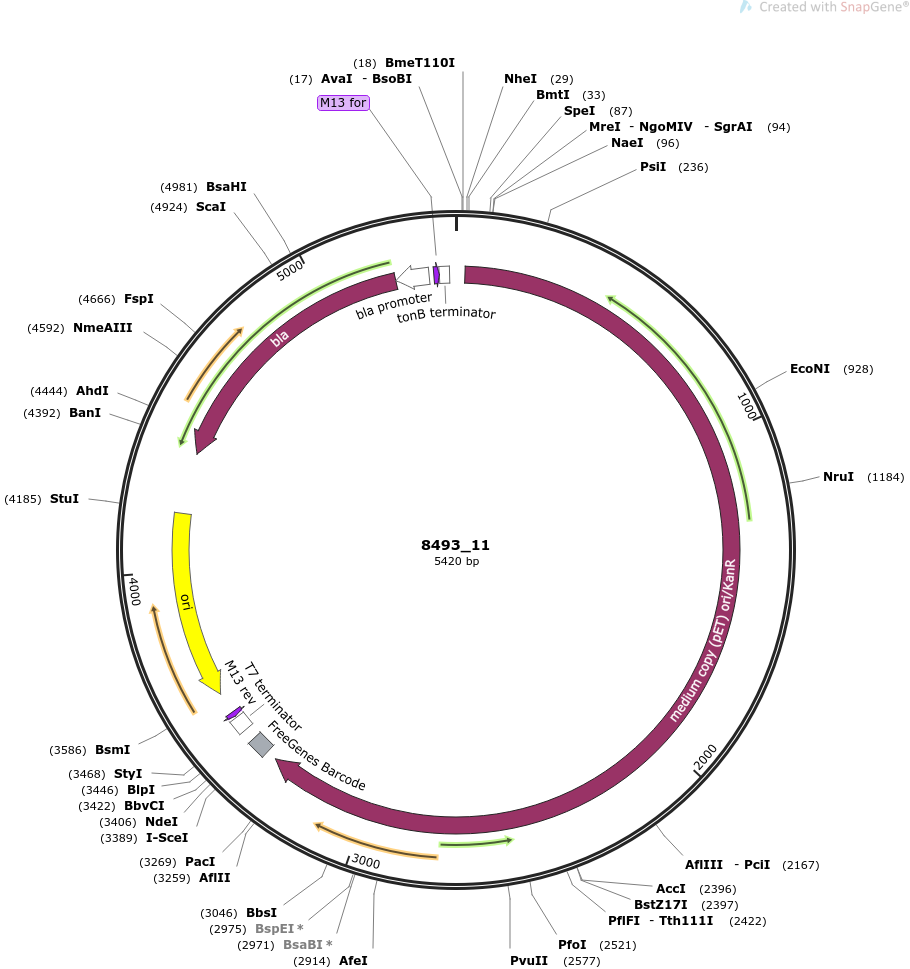 Created with SnapGene®
(18) BmeT110I
(17) AvaI - BsoBI
M13 for
NheI (29)
BmtI (33)
SpeI (87)
MreI - NgoMIV - SgrAI (94)
NaeI (96)
PsiI (236)
(4981) BsaHI
(4924) ScaI
5000
(4666) FspI
(4592) NmeAIII
(4444) AhdI
(4392) BanI
(4185) StuI
bla promoter
tonB terminator
bla
EcoNI (928)
1000
NruI (1184)
8493_11
5420 bp
4000
ori
medium copy (pET) ori/KanR
M13 rev
T7 terminator
FreeGenes Barcode
2000
3000
(3586) BsmI
(3468) StyI
(3446) BlpI
(3422) BbvCI
(3406) NdeI
(3389) I-SceI
(3269) PacI
(3259) AflII
(3046) BbsI
(2975) BspEI *
(2971) BsaBI *
(2914) AfeI
AflIII - PciI (2167)
AccI (2396)
BstZ17I (2397)
PflFI - Tth111I (2422)
PfoI (2521)
PvuII (2577)